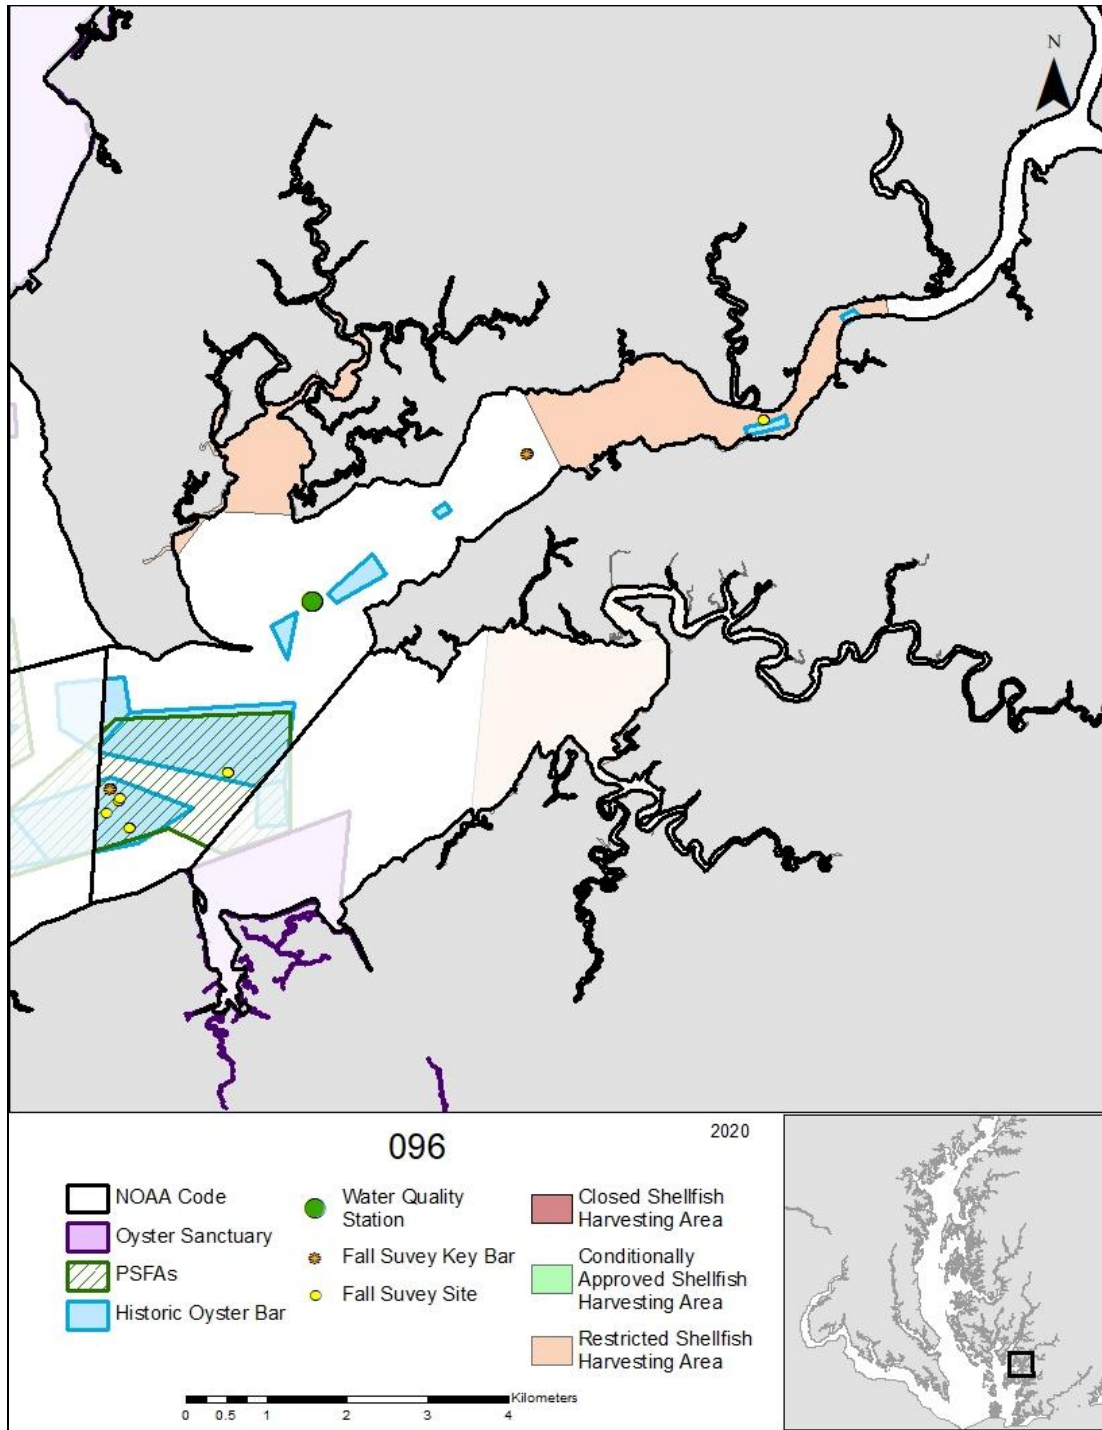 N
096
2020
NOAA Code
Oyster Sanctuary
PSFAs
Historic Oyster Bar
Water Quality
Station
Fall Suvey Key Bar
Fall Suvey Site
Closed Shellfish
Harvesting Area
Conditionally
Approved Shellfish
Harvesting Area
Restricted Shellfish
Harvesting Area
Kilometers
0 0.5 1 2 3 4